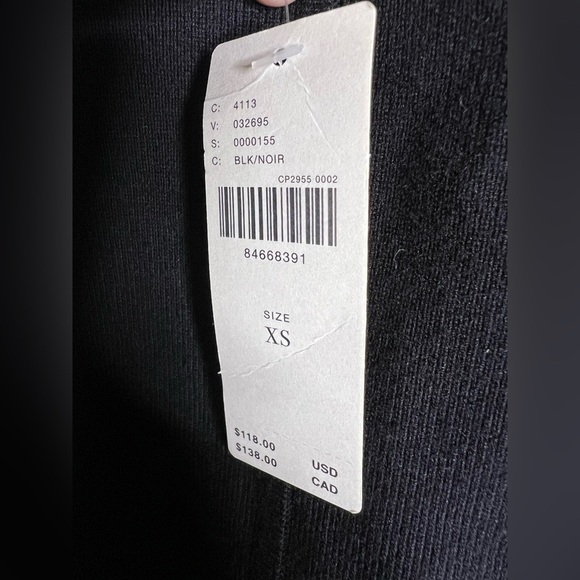 C: 4113
V: 032695
S: 0000155
C: BLK/NOIR
CP2955 0002
84668391
SIZE
XS
$118.00 USD
$138.00 CAD